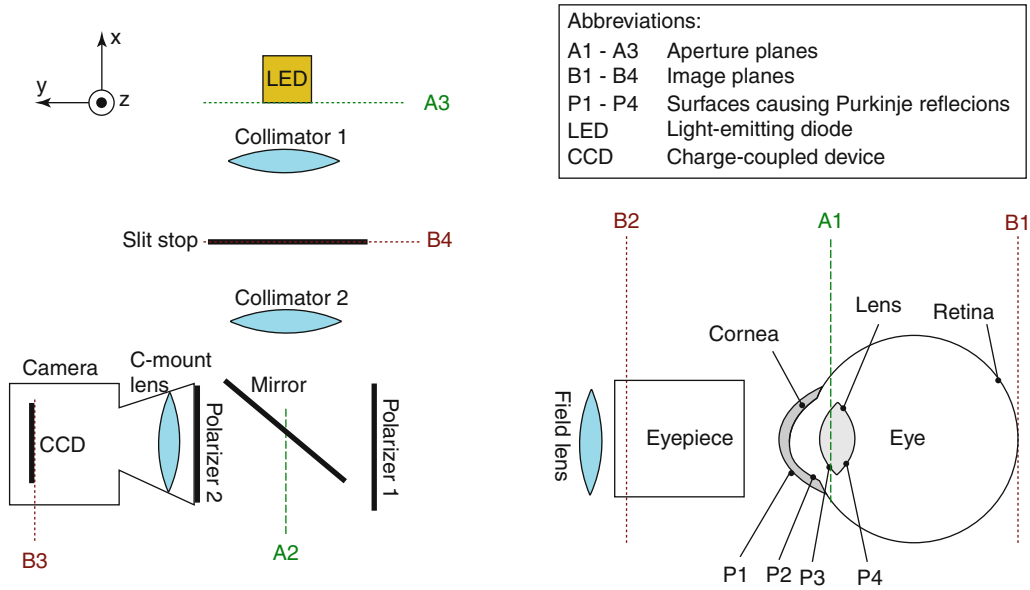 x
y
z
LED
A3
Collimator 1
Slit stop
B4
Collimator 2
Camera
C-mount
lens
Mirror
CCD
Polarizer 2
Polarizer 1
B3
A2
Abbreviations:
A1 - A3 Aperture planes
B1 - B4 Image planes
P1 - P4 Surfaces causing Purkinje reflecions
LED Light-emitting diode
CCD Charge-coupled device
B2
A1
B1
Lens
Retina
Cornea
Field lens
Eyepiece
Eye
P1
P2
P3
P4